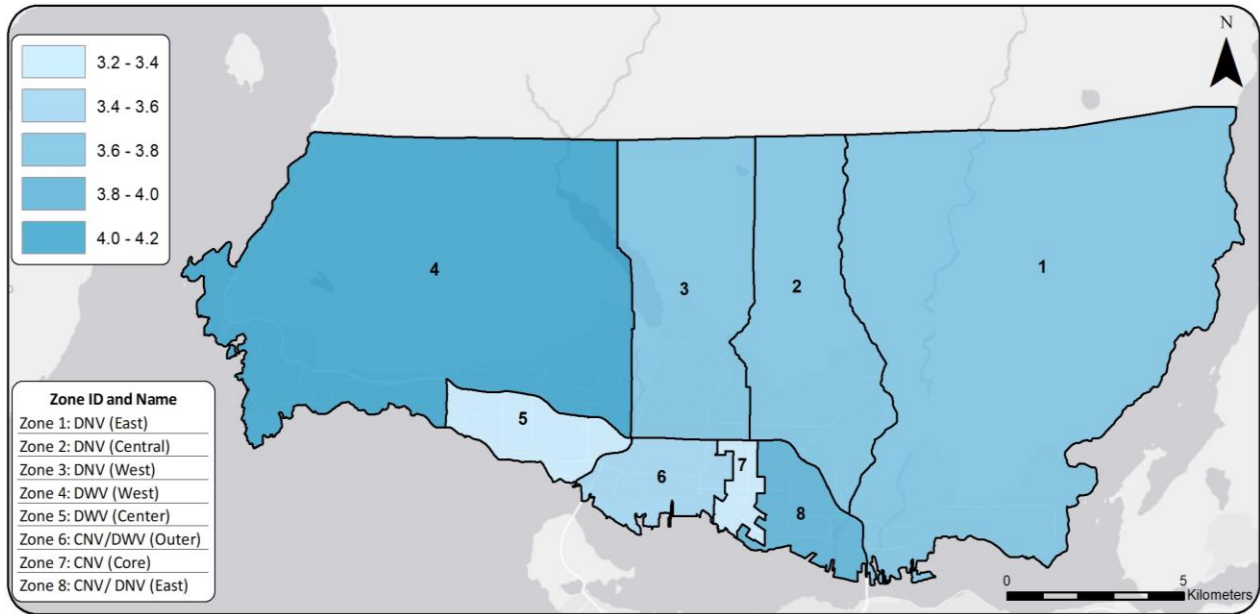 N
3.2 - 3.4
3.4 - 3.6
3.6 - 3.8
3.8 - 4.0
4.0 - 4.2
4
3
2
1
5
6
7
8
Zone ID and Name
Zone 1: DNV (East)
Zone 2: DNV (Central)
Zone 3: DNV (West)
Zone 4: DWV (West)
Zone 5: DWV (Center)
Zone 6: CNV/DWV (Outer)
Zone 7: CNV (Core)
Zone 8: CNV/ DNV (East)
0 5
Kilometers